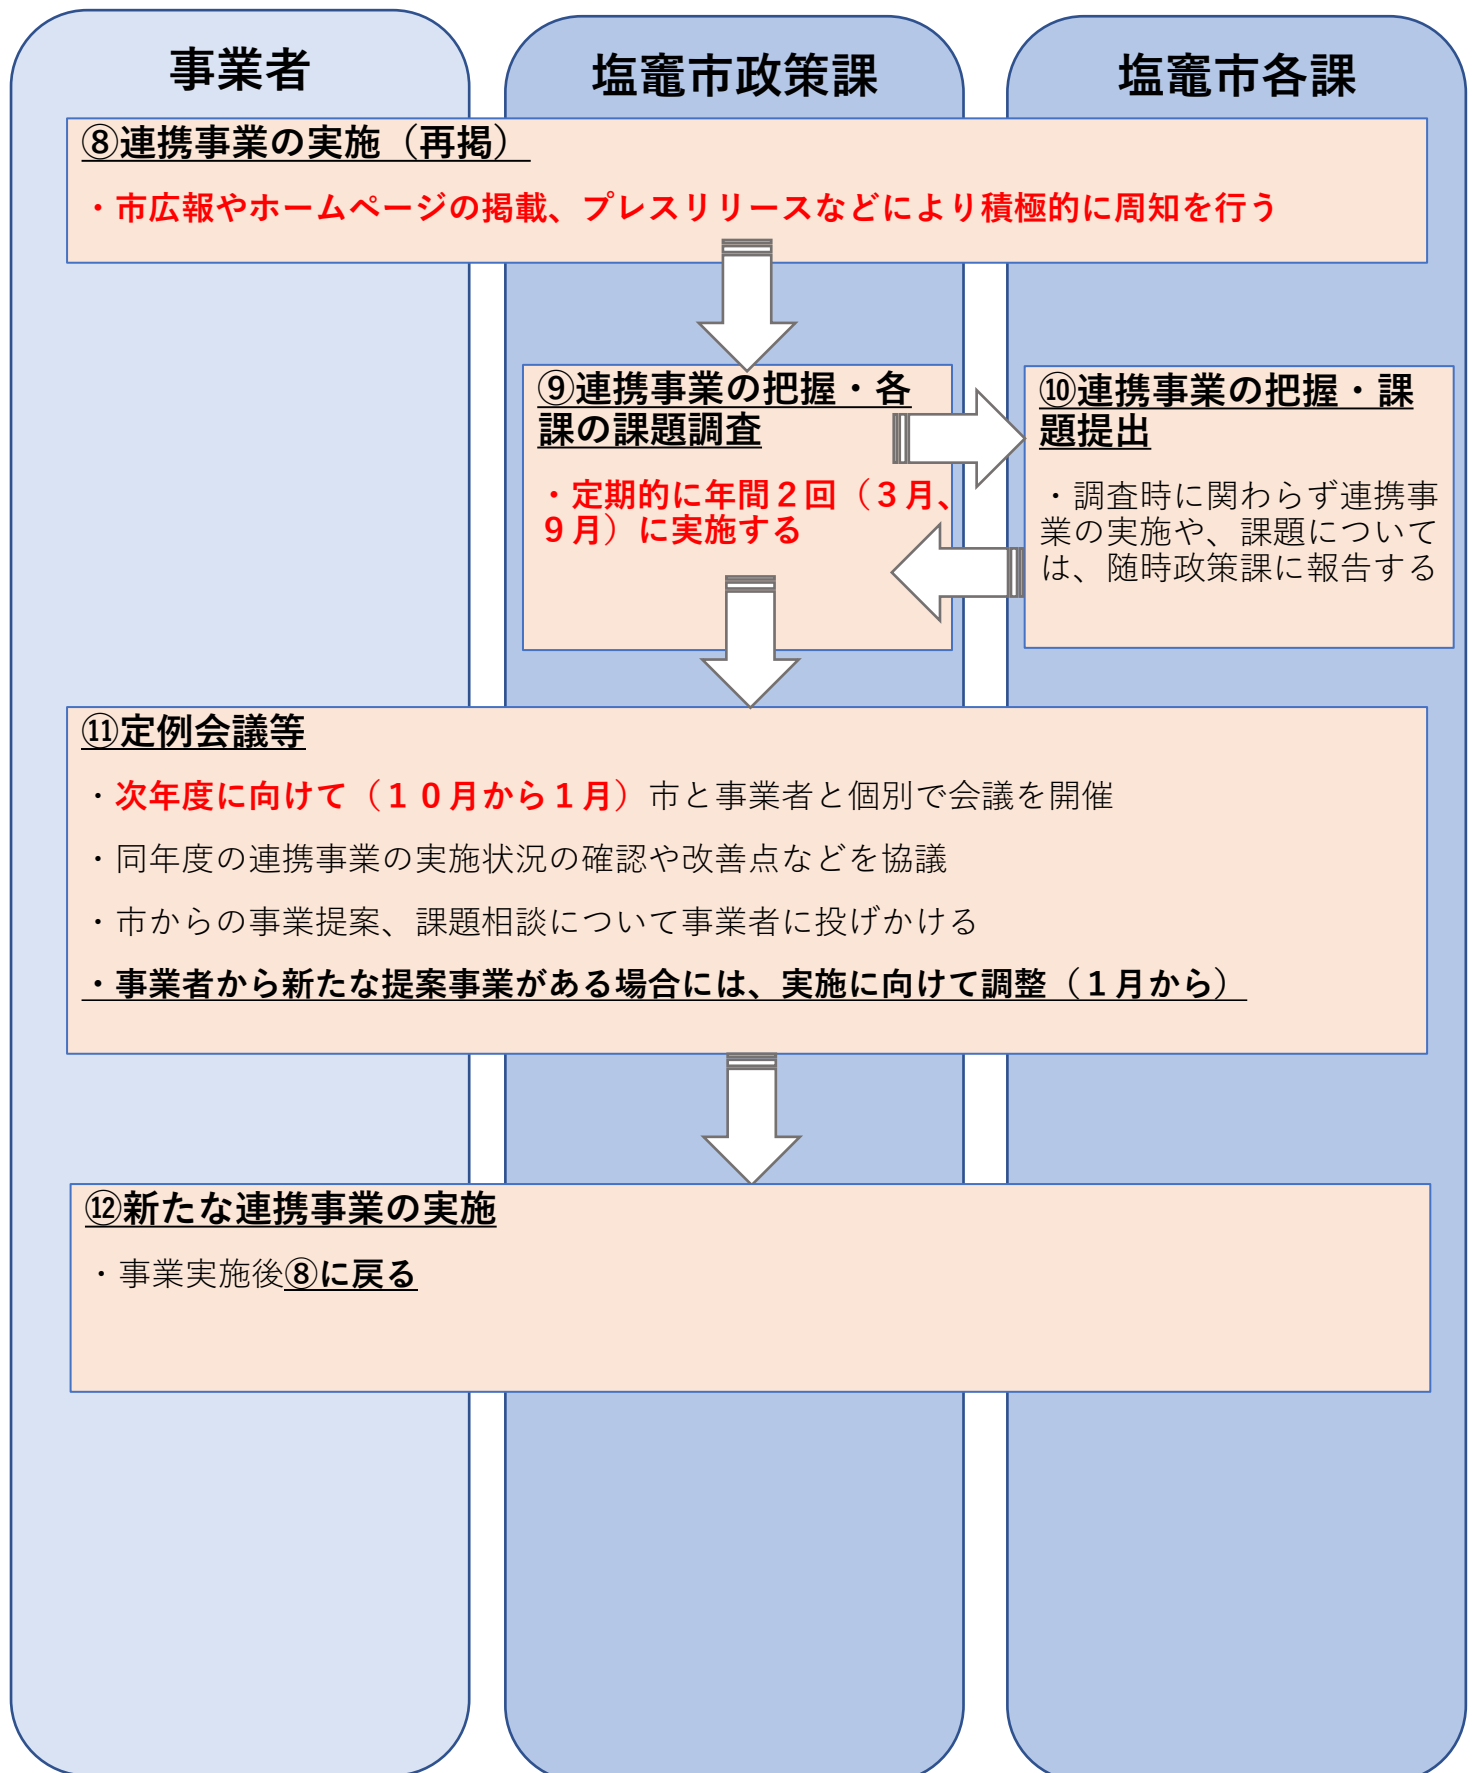 事業者
塩竈市政策課
塩竈市各課
⑧連携事業の実施（再掲）
・市広報やホームページの掲載、プレスリリースなどにより積極的に周知を行う
⑨連携事業の把握・各
課の課題調査
・定期的に年間２回（３月、
９月）に実施する
⑩連携事業の把握・課
題提出
・調査時に関わらず連携事
業の実施や、課題について
は、随時政策課に報告する
⑪定例会議等
・次年度に向けて（１０月から１月）市と事業者と個別で会議を開催
・同年度の連携事業の実施状況の確認や改善点などを協議
・市からの事業提案、課題相談について事業者に投げかける
・事業者から新たな提案事業がある場合には、実施に向けて調整（１月から）
⑫新たな連携事業の実施
・事業実施後⑧に戻る